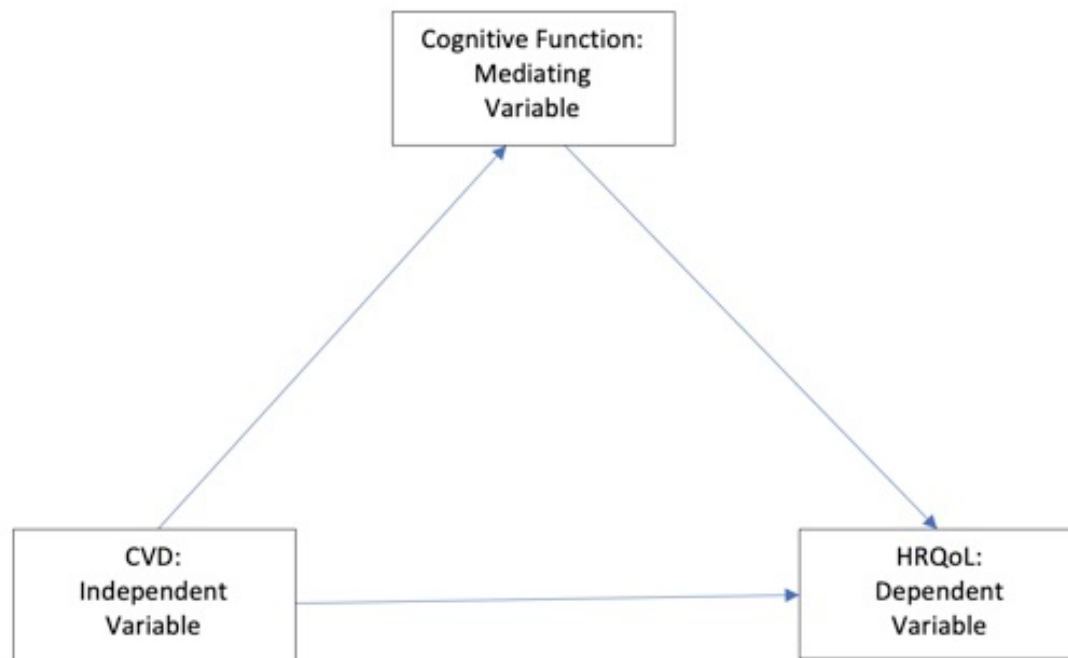 Cognitive Function:
Mediating
Variable
CVD:
Independent
Variable
HRQoL:
Dependent
Variable